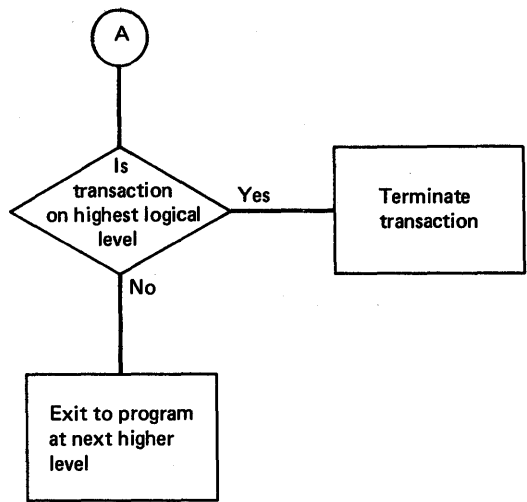 A
Is
transaction
on highest logical
level
Yes
Terminate
transaction
No
Exit to program
at next higher
level